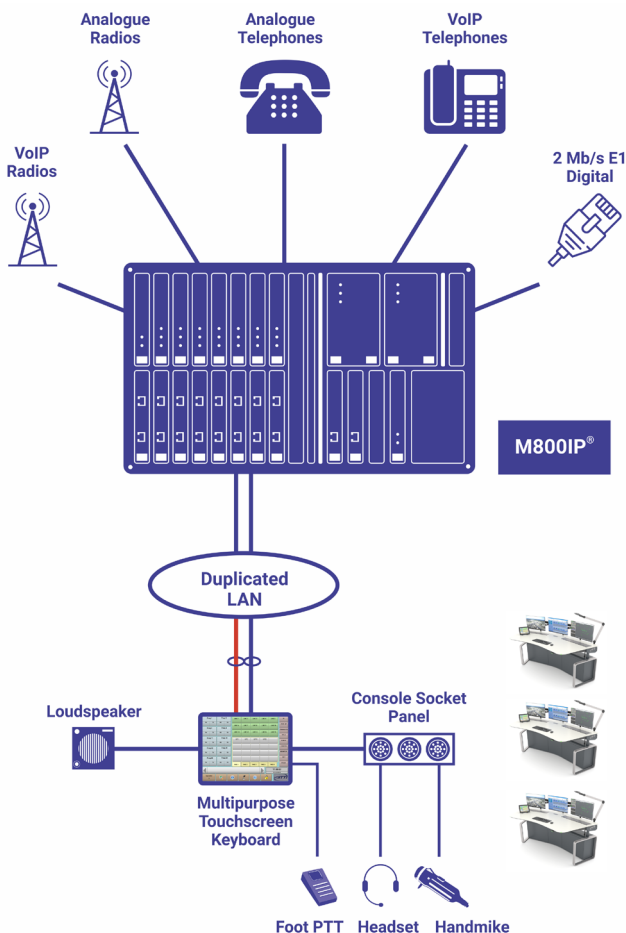 Analogue
Radios
Analogue
Telephones
VoIP
Telephones
VoIP
Radios
2 Mb/s E1
Digital
M800IP®
Duplicated
LAN
Loudspeaker
Console Socket
Panel
Multipurpose
Touchscreen
Keyboard
Foot PTT
Headset
Handmike